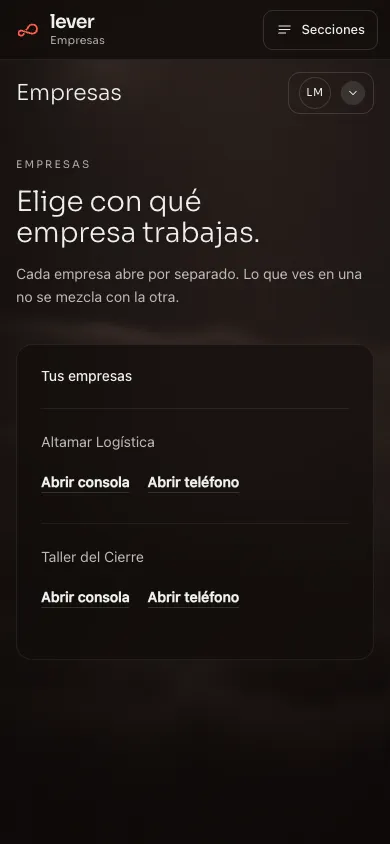 lever
Empresas
Secciones
Empresas
LM
EMPRESAS
Elige con qué
empresa trabajas.
Cada empresa abre por separado. Lo que ves en una
no se mezcla con la otra.
Tus empresas
Altamar Logística
Abrir consola Abrir teléfono
Taller del Cierre
Abrir consola Abrir teléfono